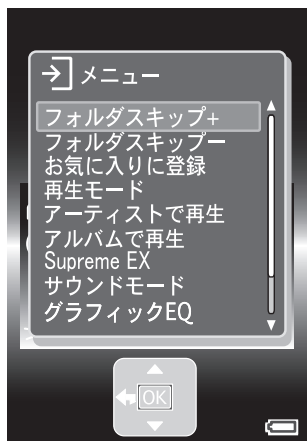 メニュー
フォルダスキップ+
フォルダスキップー
お気に入りに登録
再生モード
アーティストで再生
アルバムで再生
Supreme EX
サウンドモード
グラフィックEQ
OK